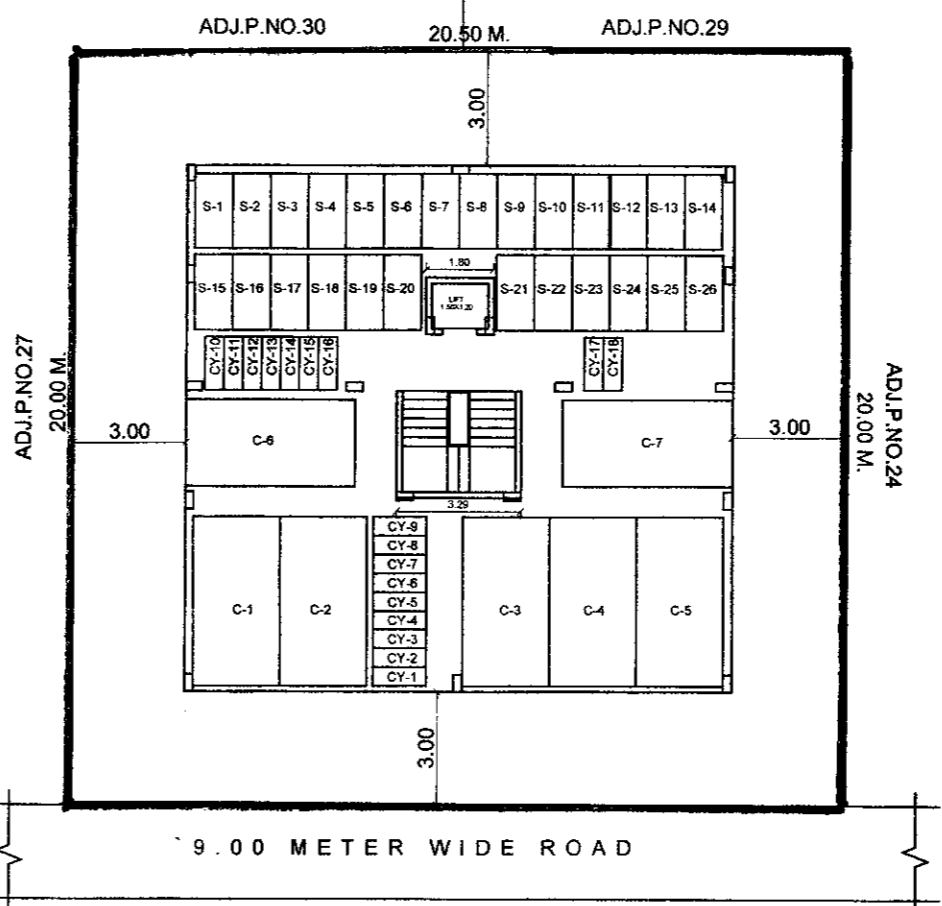 ADJ.P.NO.30
20.50 M.
ADJ.P.NO.29
3.00
S-1 S-2 S-3 S-4 S-5 S-6 S-7 S-8 S-9 S-10 S-11 S-12 S-13 S-14
1.80
S-15 S-16 S-17 S-18 S-19 S-20
LIFT
S-21 S-22 S-23 S-24 S-25 S-26
CY-10 CY-11 CY-12 CY-13 CY-14 CY-15 CY-16
CY-17 CY-18
ADJ.P.NO.27
20.00 M.
3.00
C-6
C-7
3.00
ADJ.P.NO.24
20.00 M.
3.29
CY-9
CY-8
CY-7
CY-6
CY-5
CY-4
CY-3
CY-2
CY-1
C-1 C-2
C-3 C-4 C-5
3.00
9.00 METER WIDE ROAD